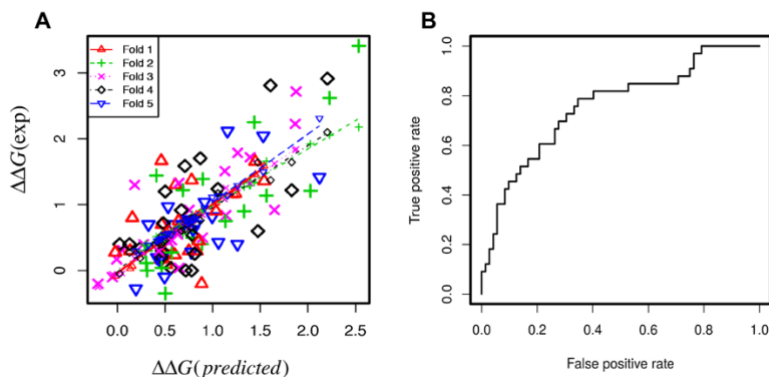 A
B
Fold 1
Fold 2
Fold 3
Fold 4
Fold 5
ΔΔG(exp)
3
2
1
0
0.0 0.5 1.0 1.5 2.0 2.5
ΔΔG(predicted)
True positive rate
1.0
0.8
0.6
0.4
0.2
0.0
0.0 0.2 0.4 0.6 0.8 1.0
False positive rate